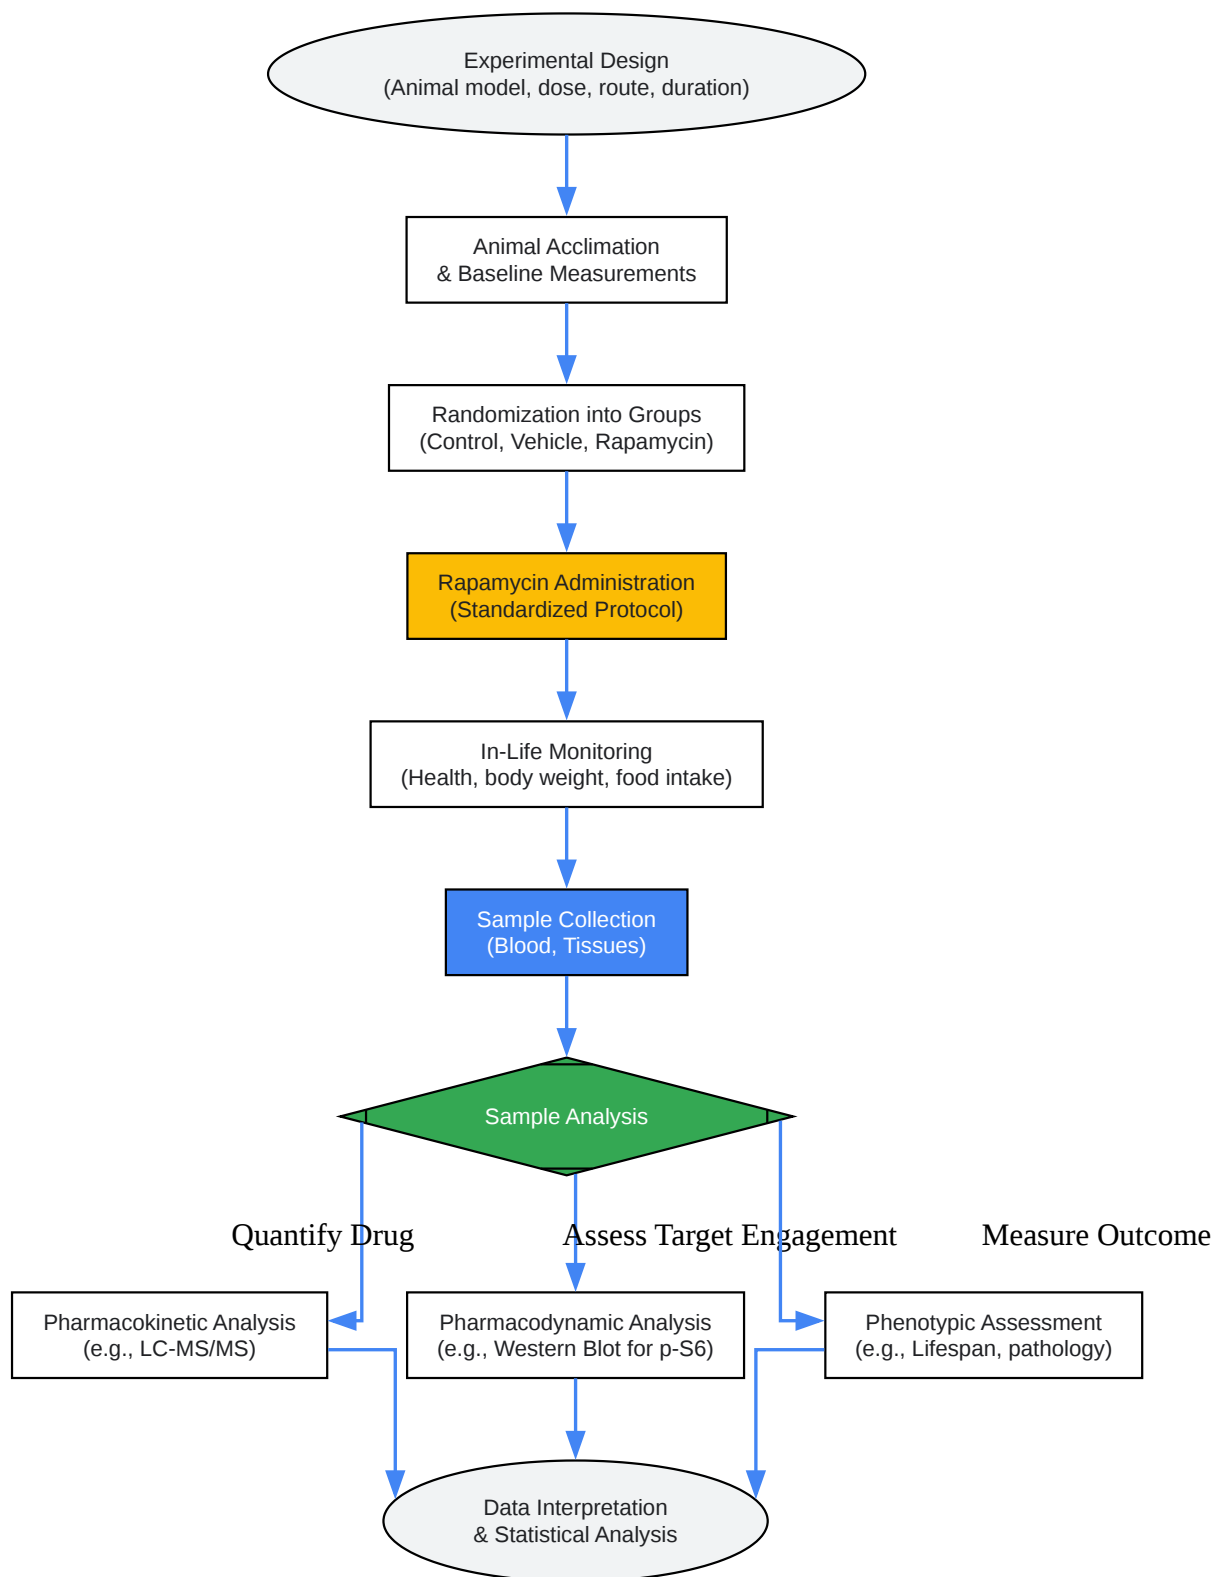 Experimental Design
(Animal model, dose, route, duration)
Animal Acclimation
& Baseline Measurements
Randomization into Groups
(Control, Vehicle, Rapamycin)
Rapamycin Administration
(Standardized Protocol)
In-Life Monitoring
(Health, body weight, food intake)
Sample Collection
(Blood, Tissues)
Sample Analysis
Quantify Drug
Assess Target Engagement
Measure Outcome
Pharmacokinetic Analysis
(e.g., LC-MS/MS)
Pharmacodynamic Analysis
(e.g., Western Blot for p-S6)
Phenotypic Assessment
(e.g., Lifespan, pathology)
Data Interpretation
& Statistical Analysis